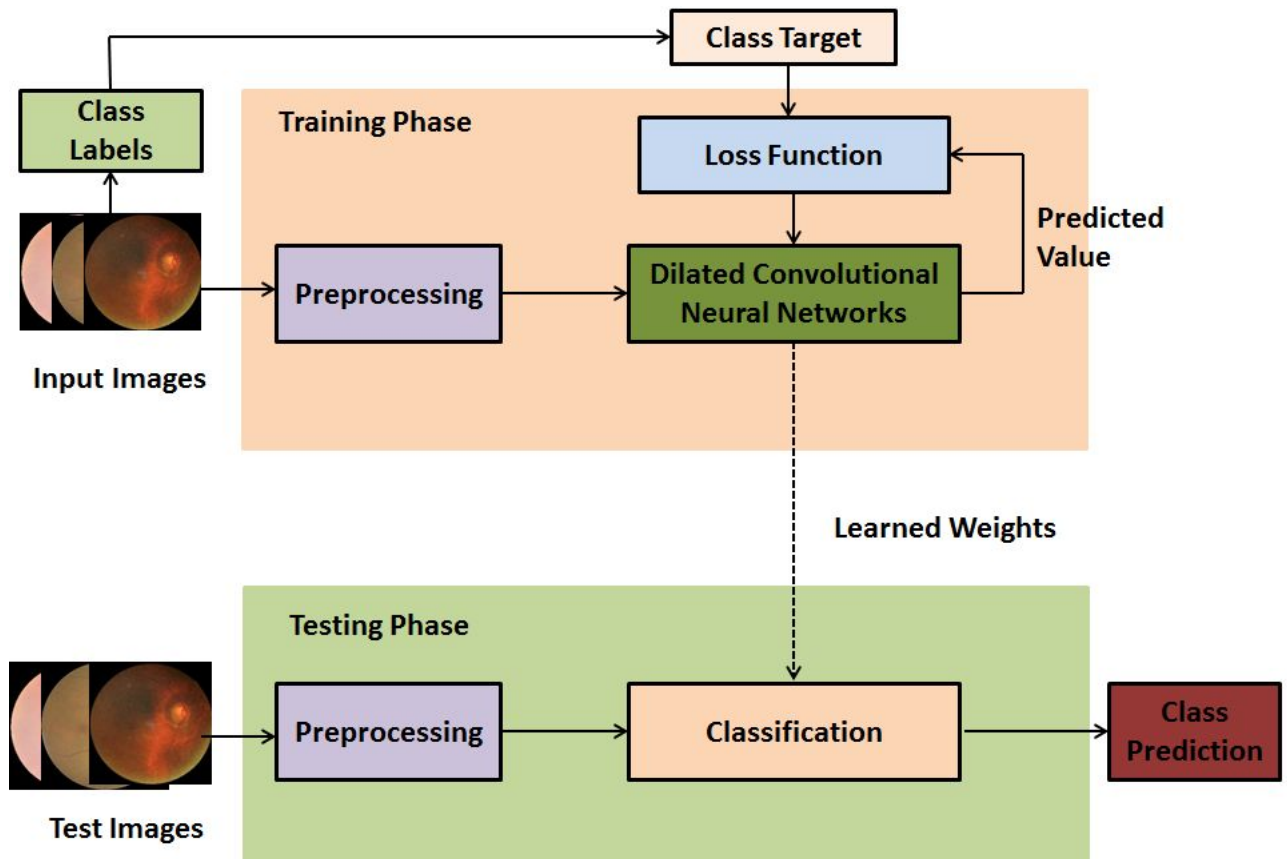 Class Target
Class
Labels
Training Phase
Loss Function
Predicted
Value
Preprocessing
Dilated Convolutional
Neural Networks
Input Images
Learned Weights
Testing Phase
Preprocessing
Classification
Class
Prediction
Test Images